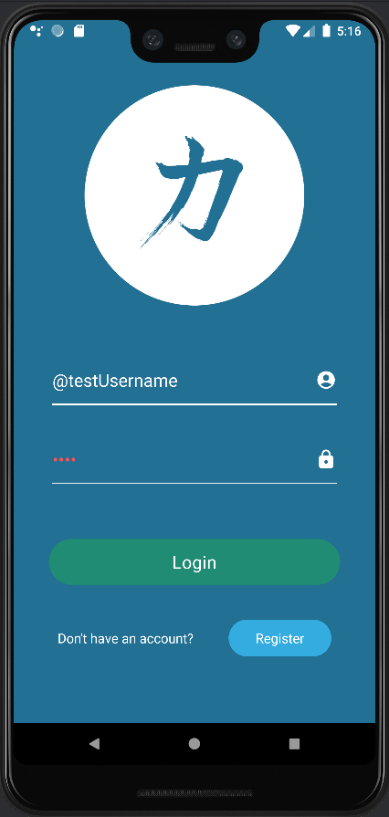 5:16
力
@testUsername
••••
Login
Don't have an account?
Register